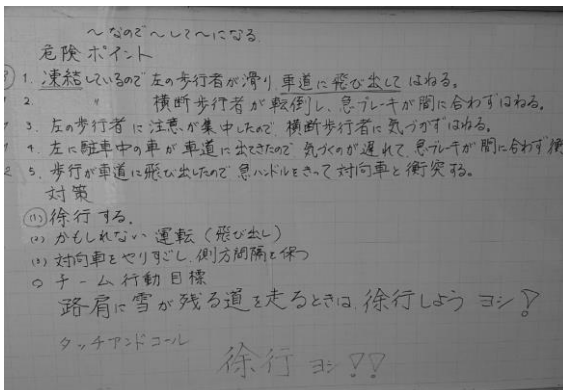 ～なので～して～になる
危険ポイント
1. 凍結しているので左の歩行者が滑り、車道に飛び出してはねる。
2. 〃 横断歩行者が転倒し、急ブレーキが間に合わずはねる。
3. 左の歩行者に注意が集中したので、横断歩行者に気づかずはねる。
4. 左に駐車中の車が車道に出てきたので気づくのが遅れて、急ブレーキが間に合わず衝
5. 歩行が車道に飛び出したので急ハンドルをきって対向車と衝突する。
対策
(1) 徐行する。
(2) かもしれない運転(飛び出し)
(3) 対向車をやりすごし、側方間隔を保つ
○ チーム行動目標
路肩に雪が残る道を走るときは、徐行しよう ヨシ!
タッチアンドコール
徐行 ヨシ!!